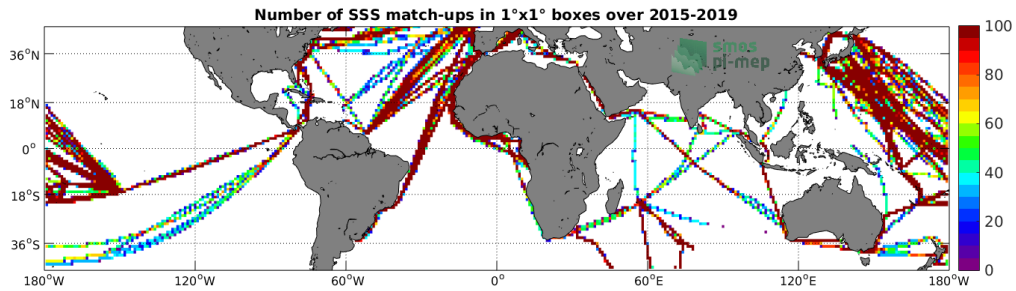 Number of SSS match-ups in 1°x1° boxes over 2015-2019
smos
pi-mep
36°N
18°N
0°
18°S
36°S
180°W 120°W 60°W 0° 60°E 120°E 180°W
100
80
60
40
20
0